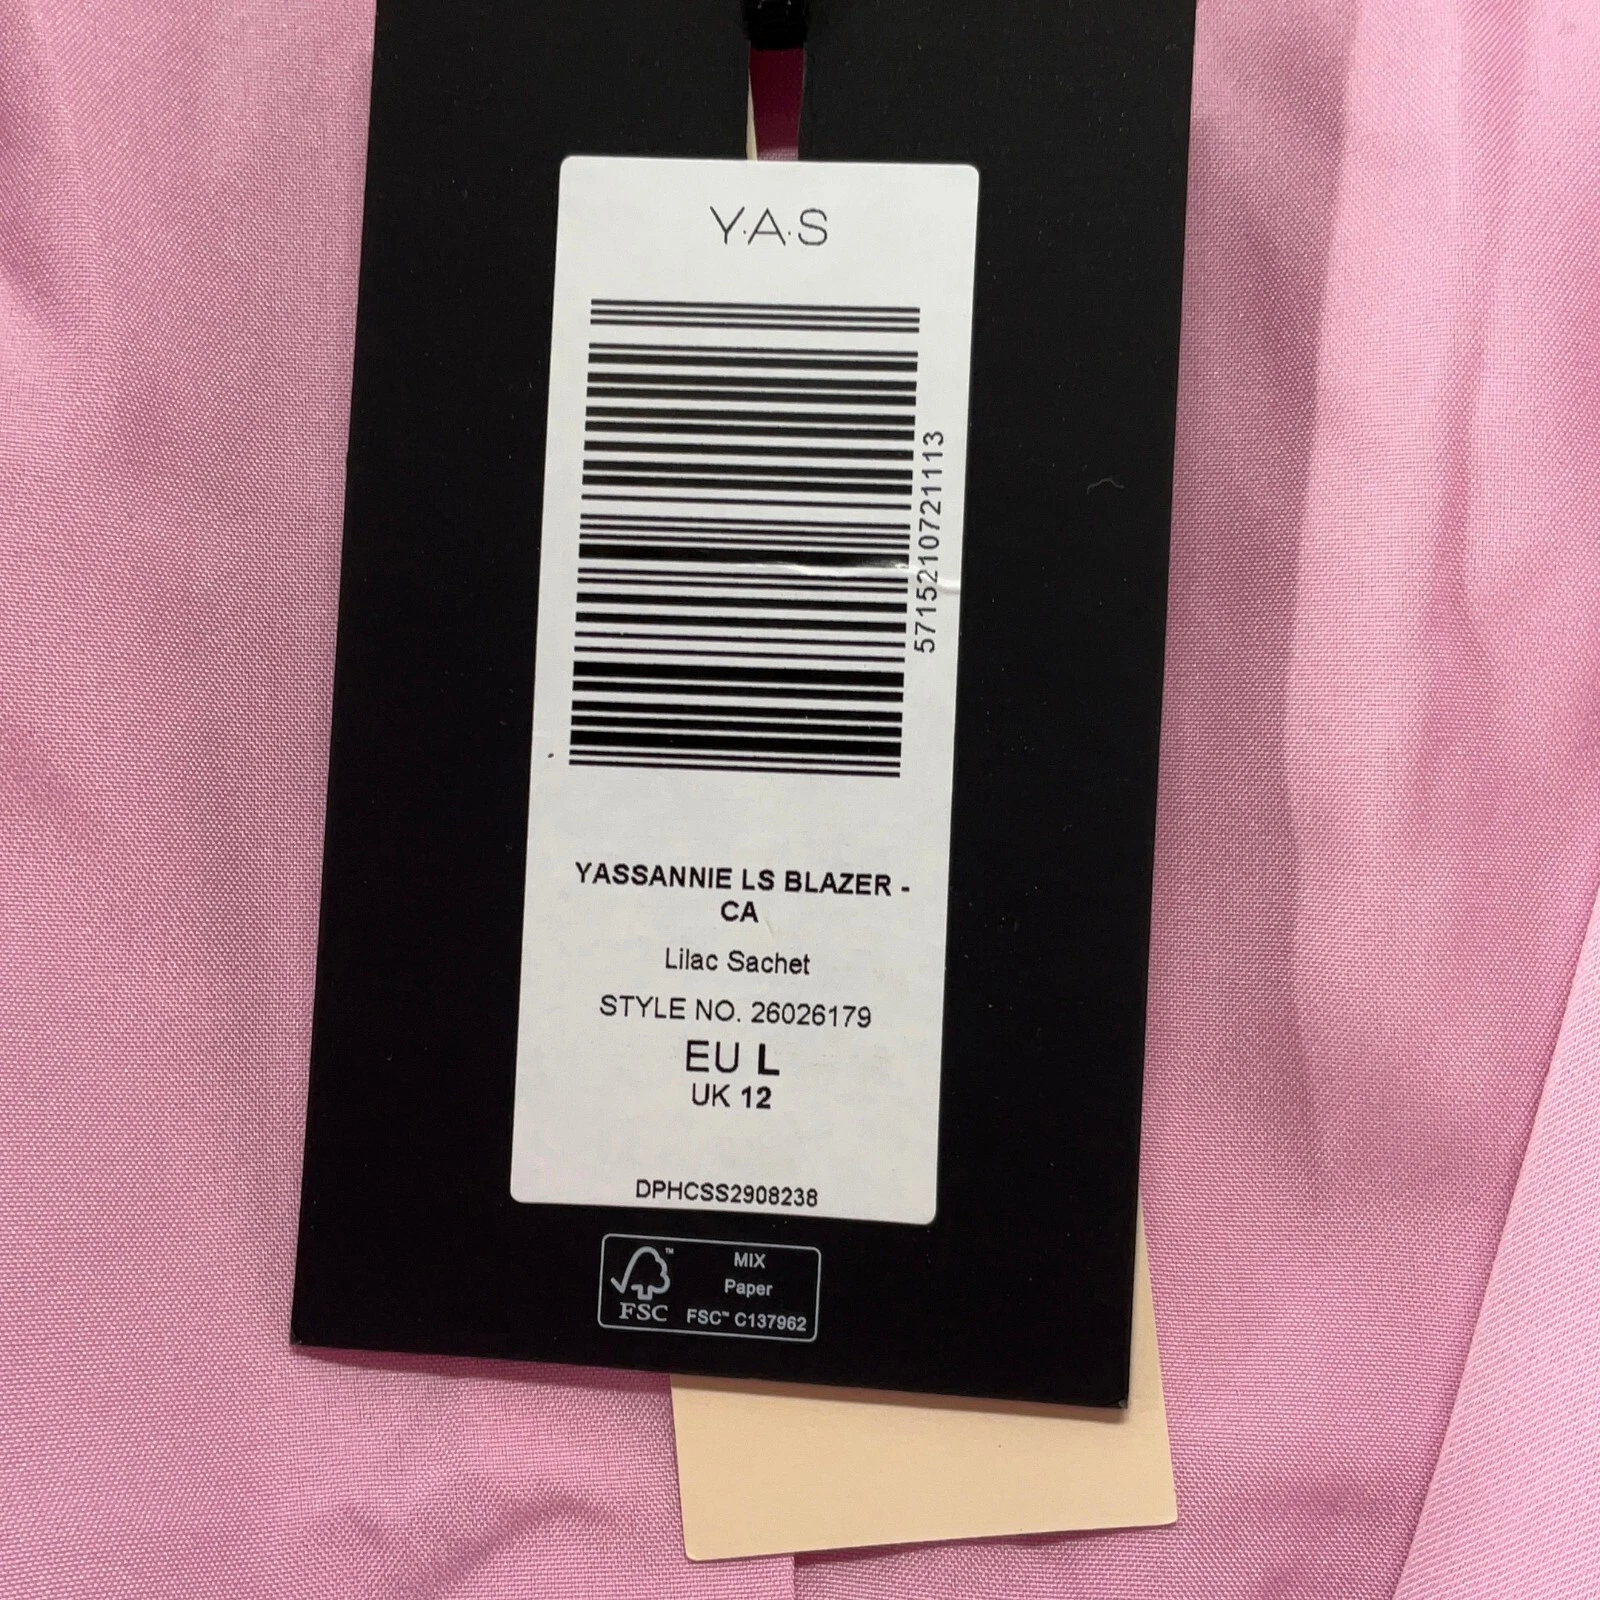 Y.A.S
5715210721113
YASSANNIE LS BLAZER -
CA
Lilac Sachet
STYLE NO. 26026179
EU L
UK 12
DPHCSS2908238
FSC
™
MIX
Paper
FSC™ C137962